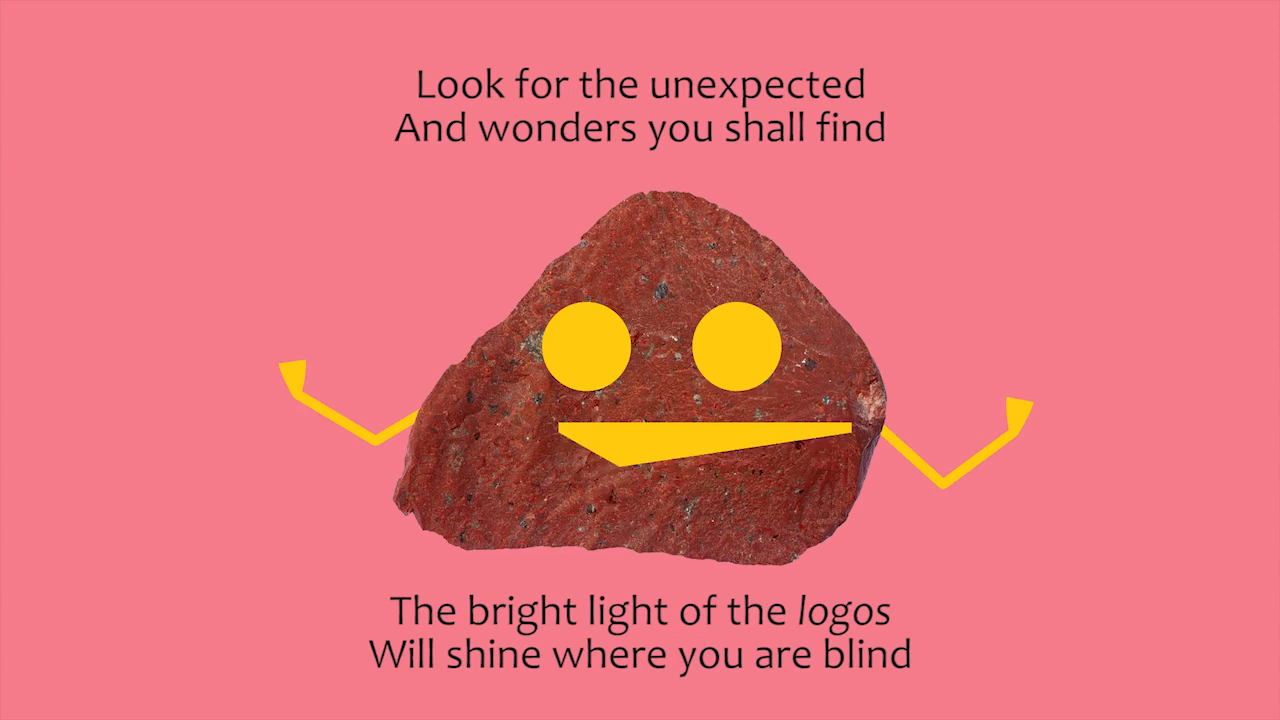 Look for the unexpected
And wonders you shall find
The bright light of the logos
Will shine where you are blind